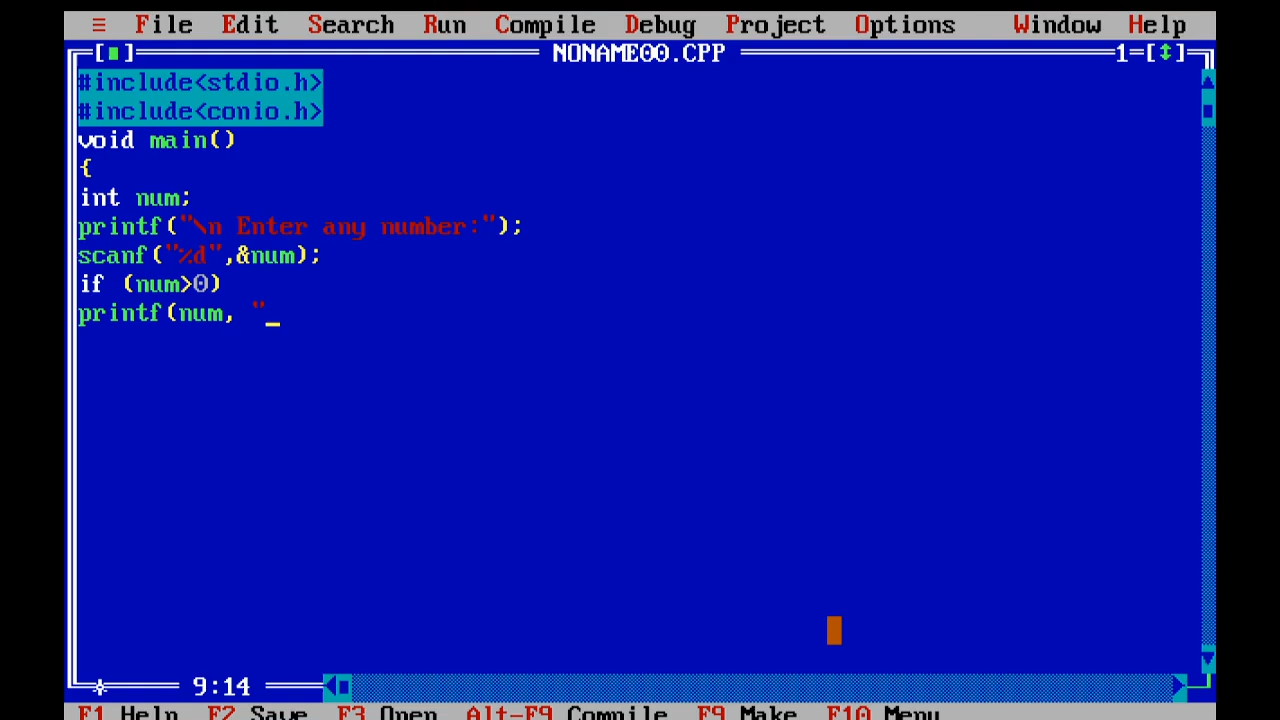 ≡ File Edit Search Run Compile Debug Project Options Window Help
[■] NONAME00.CPP 1=[↕]
#include<stdio.h>
#include<conio.h>
void main()
{
int num;
printf("\n Enter any number:");
scanf("%d",&num);
if (num>0)
printf(num, "_
9:14
F1 Help F2 Save F3 Open Alt-F9 Compile F9 Make F10 Menu